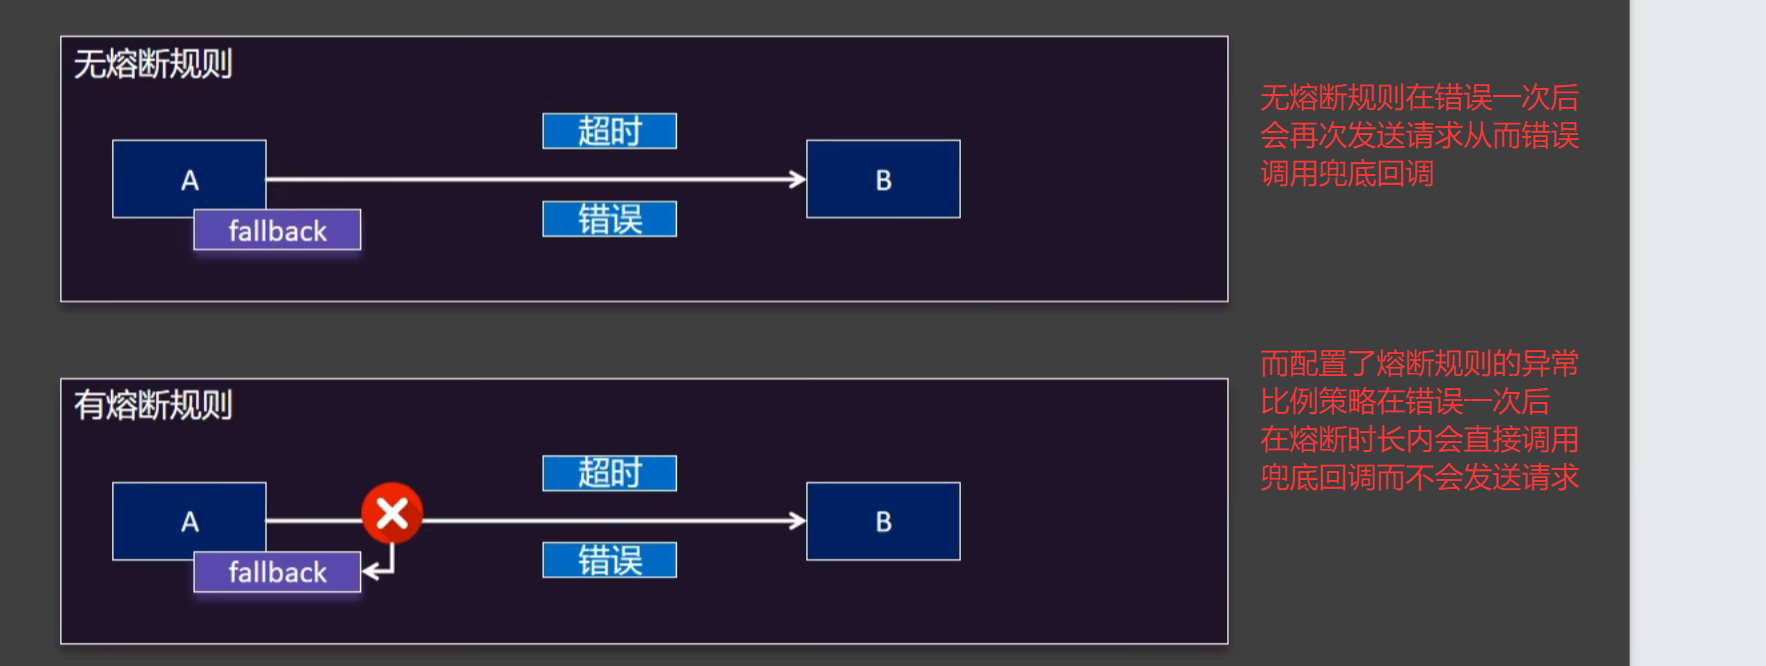 无熔断规则
超时
A
B
错误
fallback
无熔断规则在错误一次后
会再次发送请求从而错误
调用兜底回调
有熔断规则
超时
A
B
错误
fallback
而配置了熔断规则的异常
比例策略在错误一次后
在熔断时长内会直接调用
兜底回调而不会发送请求